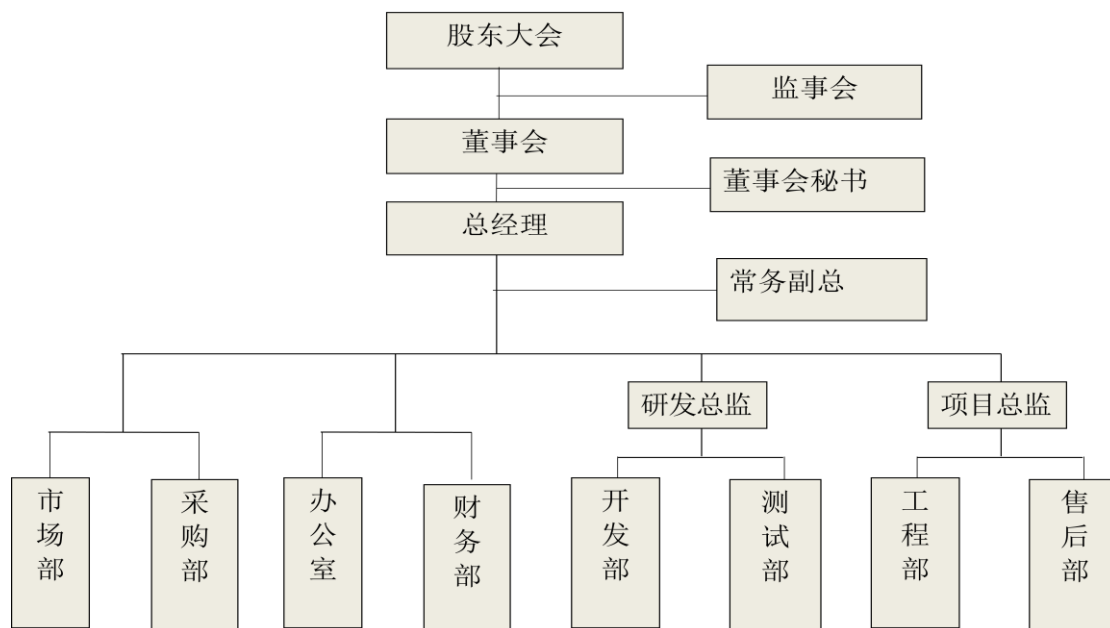 股东大会
监事会
董事会
董事会秘书
总经理
常务副总
研发总监
项目总监
市场部
采购部
办公室
财务部
开发部
测试部
工程部
售后部